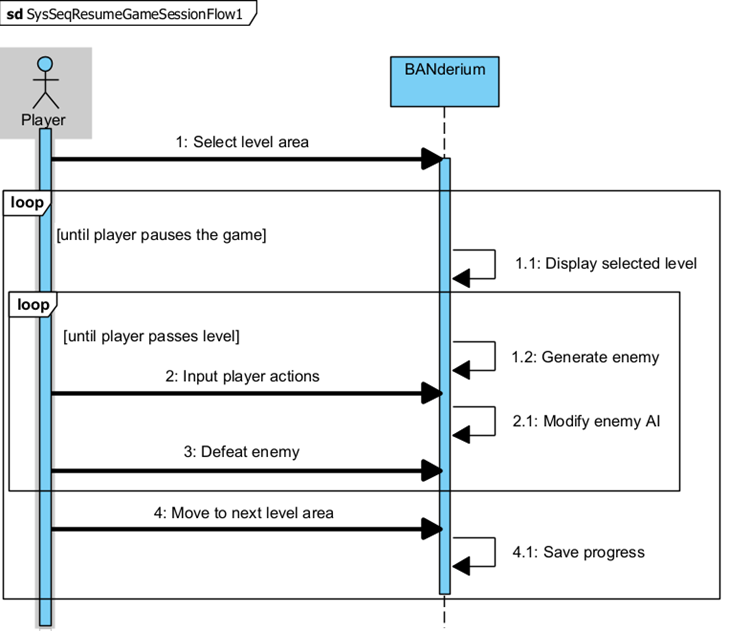 sd SysSeqResumeGameSessionFlow1
BANderium
Player
1: Select level area
loop
[until player pauses the game]
1.1: Display selected level
loop
[until player passes level]
1.2: Generate enemy
2: Input player actions
2.1: Modify enemy AI
3: Defeat enemy
4: Move to next level area
4.1: Save progress